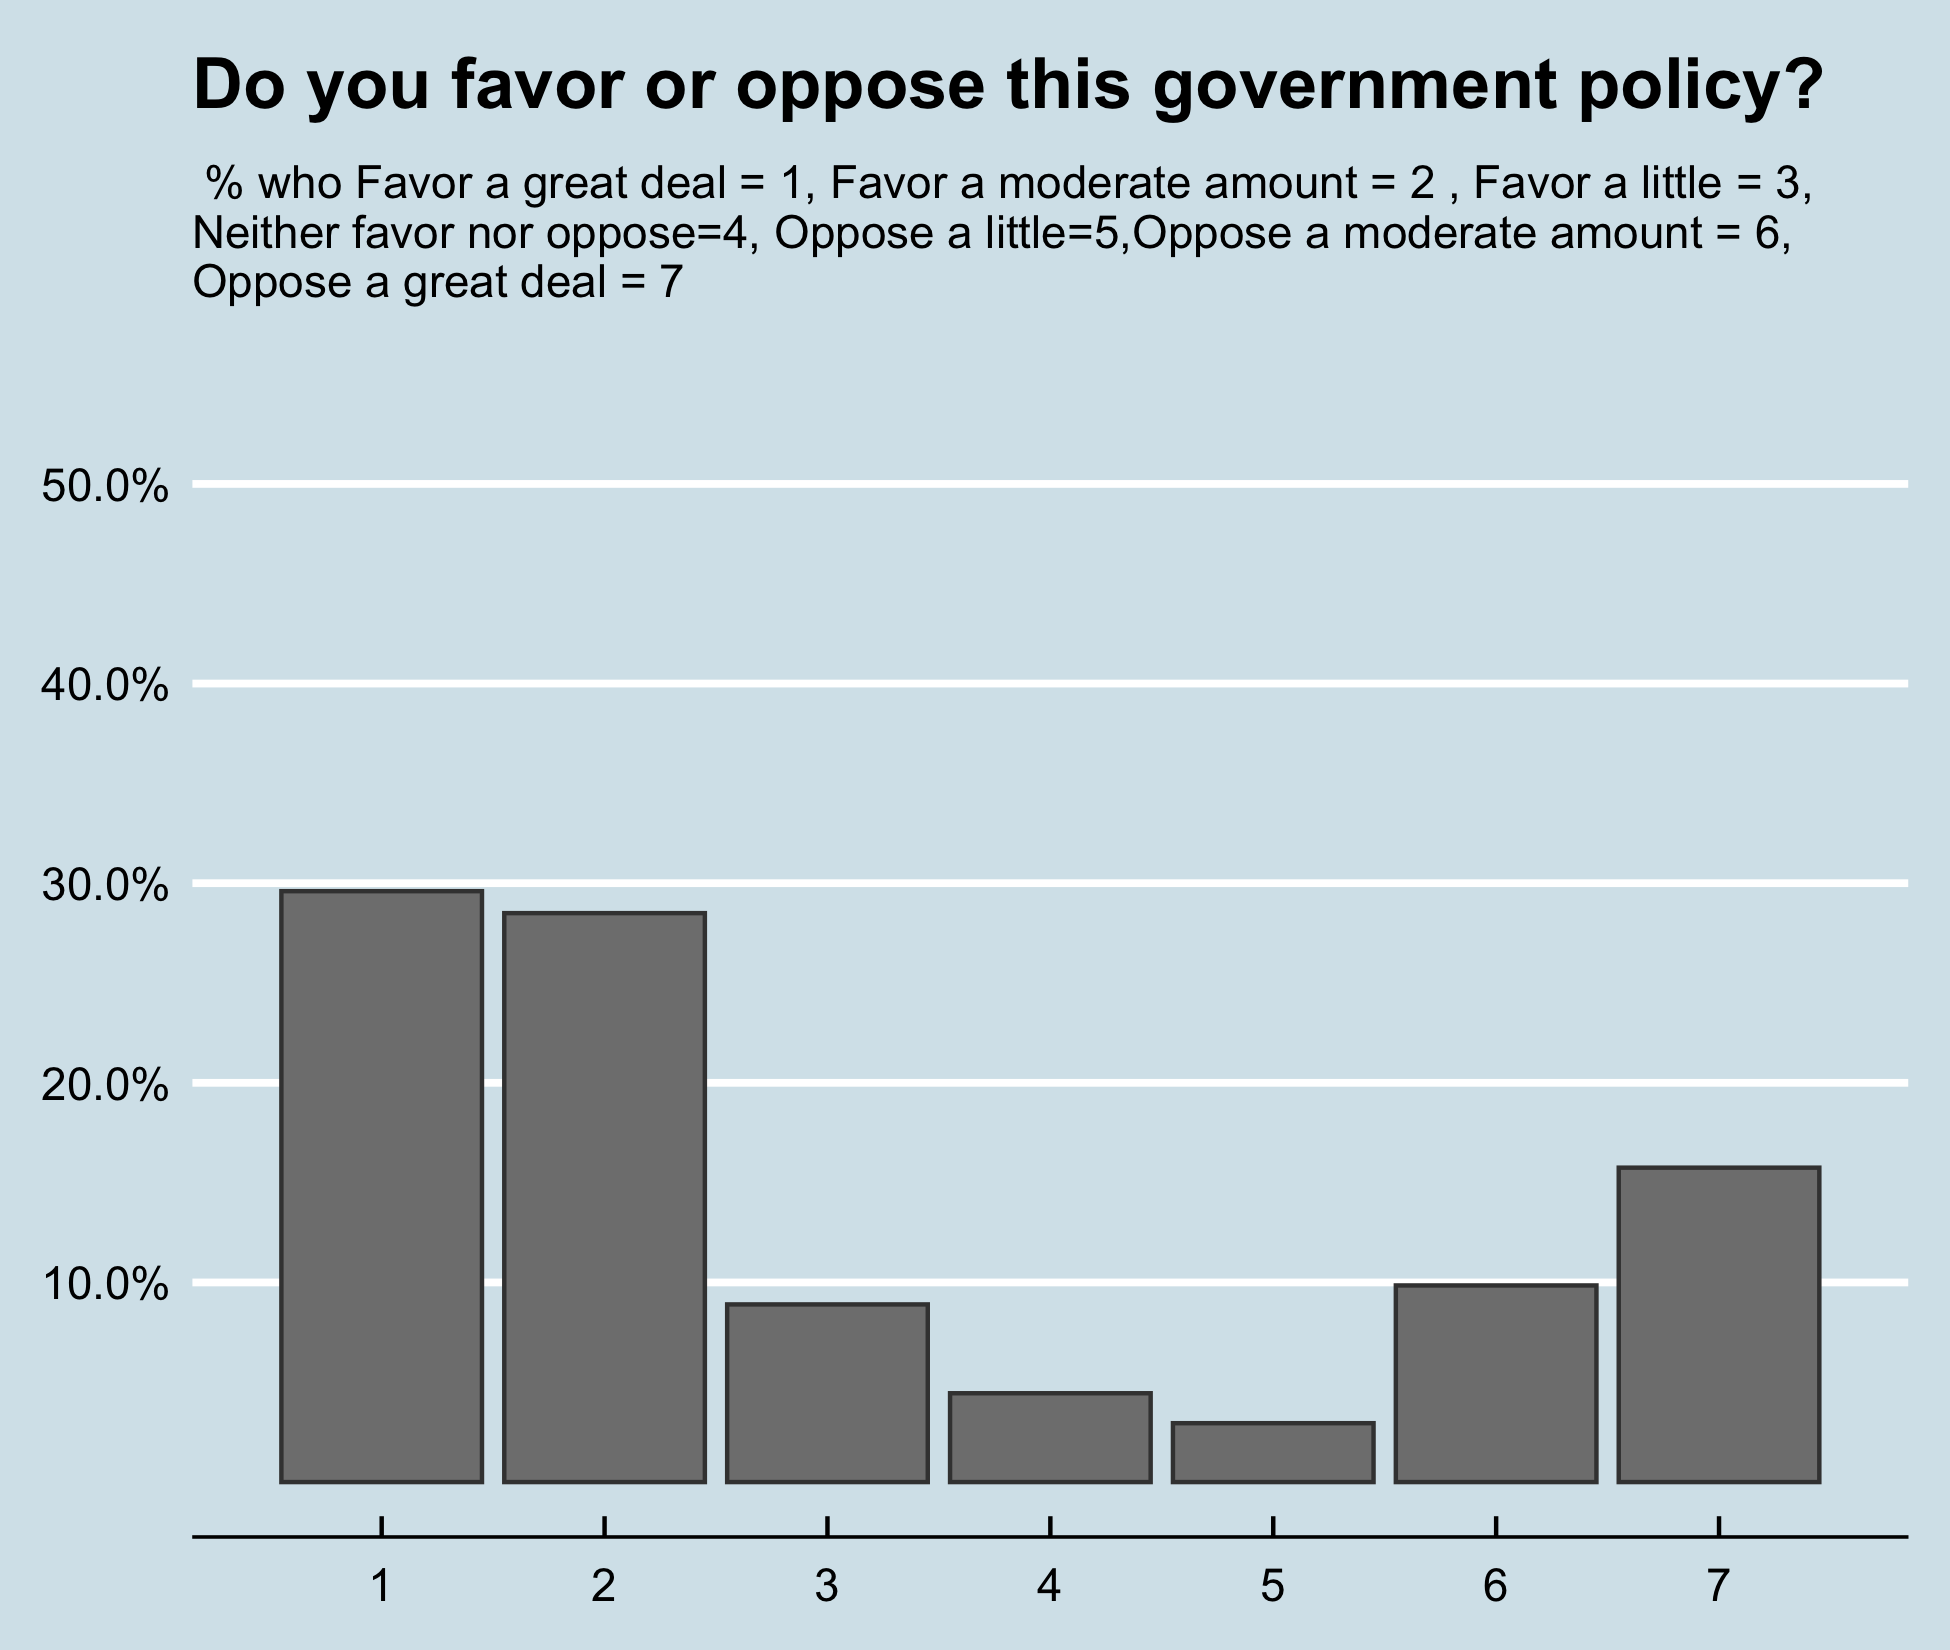 Do you favor or oppose this government policy?
% who Favor a great deal = 1, Favor a moderate amount = 2 , Favor a little = 3,
Neither favor nor oppose=4, Oppose a little=5,Oppose a moderate amount = 6,
Oppose a great deal = 7
50.0%
40.0%
30.0%
20.0%
10.0%
1 2 3 4 5 6 7